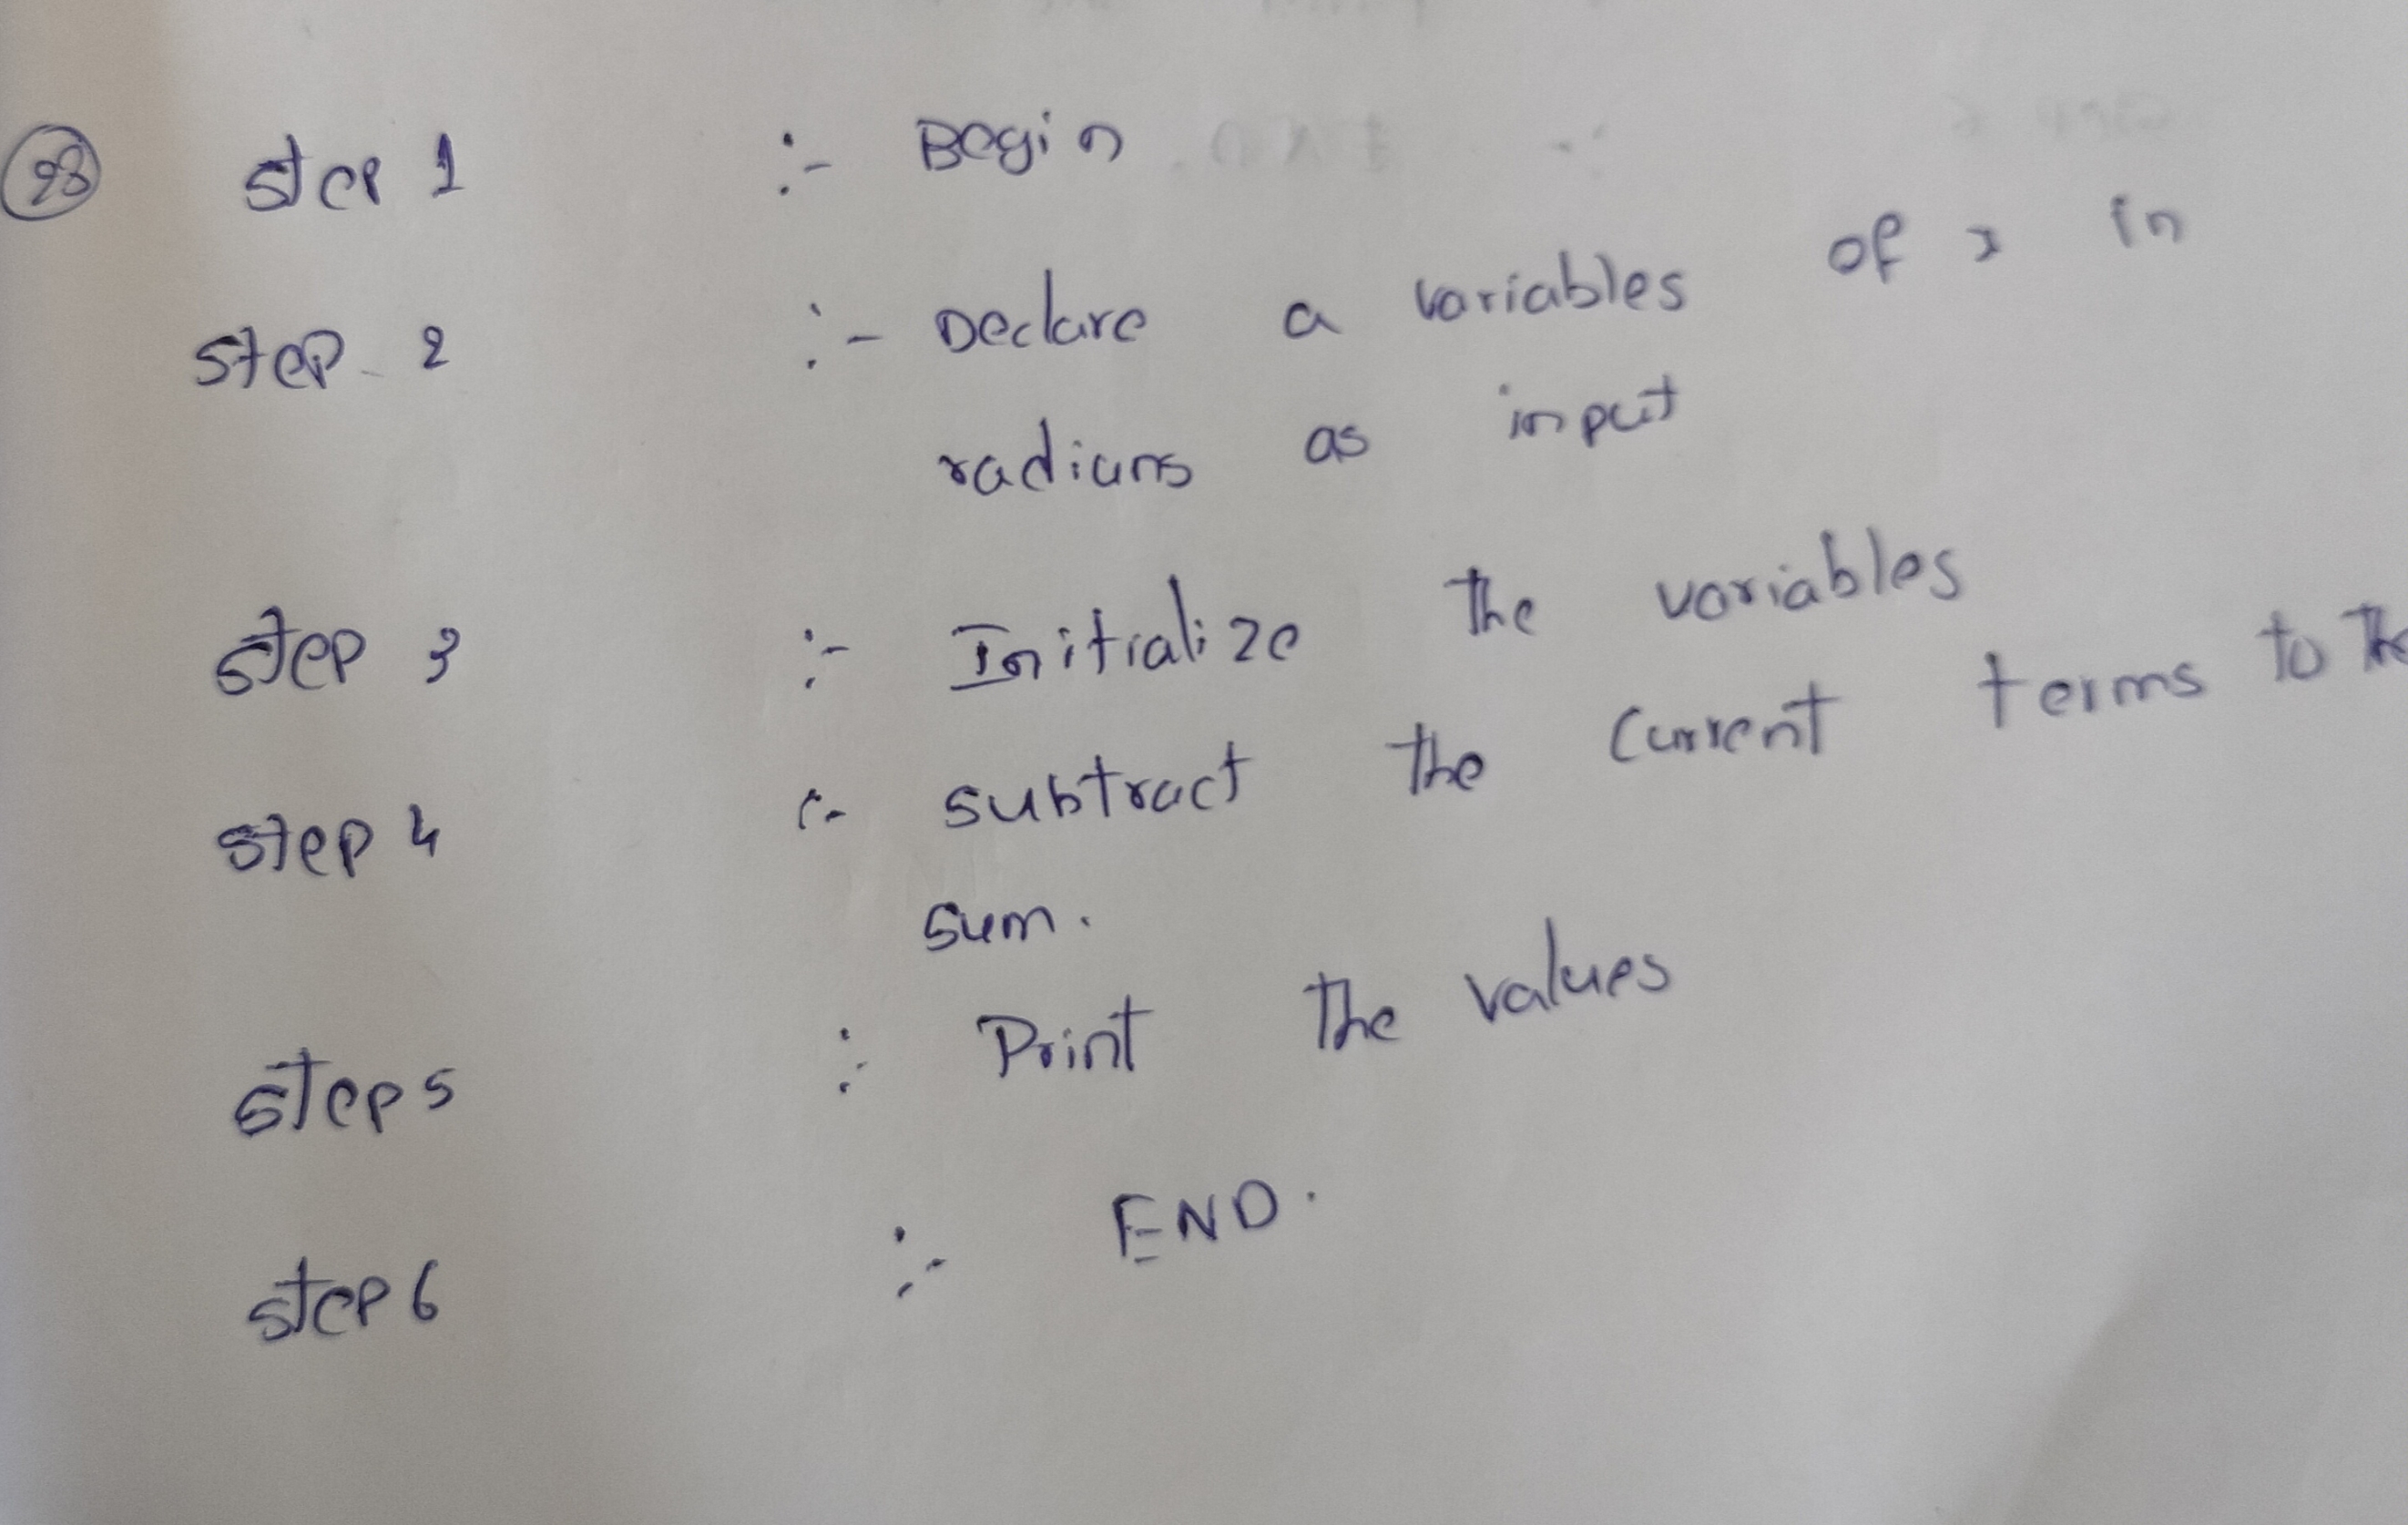 28 Step 1 :- Begin
Step 2 :- Declare a variables of x in
radians as input
Step 3 :- Initialize the variables
Step 4 :- subtract the current terms to the
sum.
Step 5 :- Print the values
Step 6 :- END.